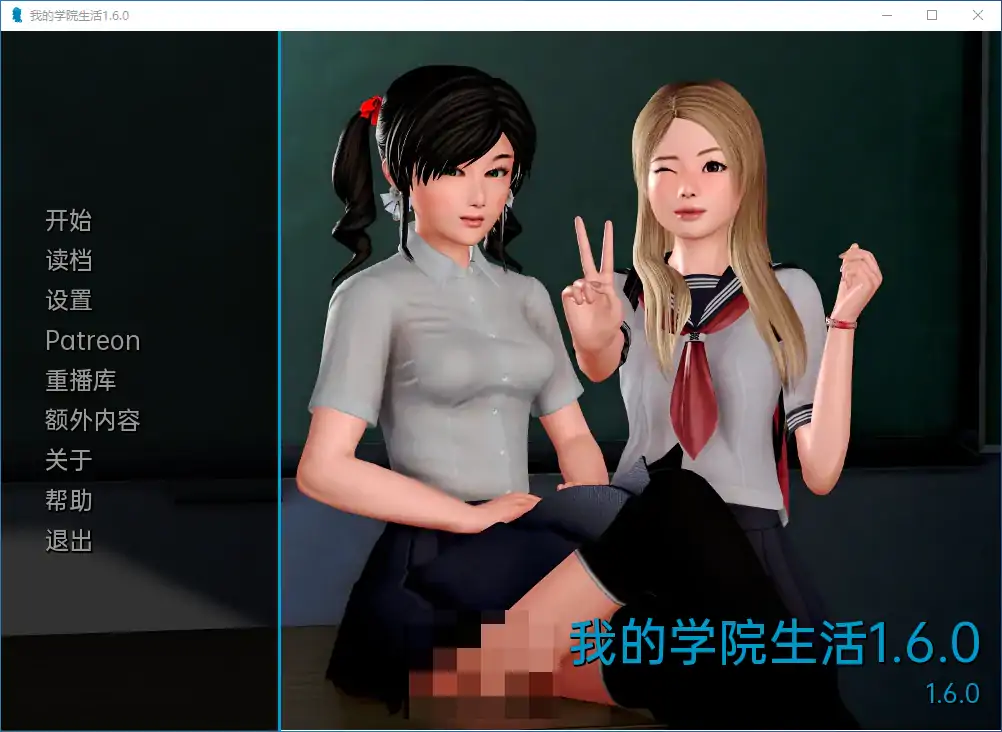 我的学院生活1.6.0
开始
读档
设置
Patreon
重播库
额外内容
关于
帮助
退出
我的学院生活1.6.0
1.6.0